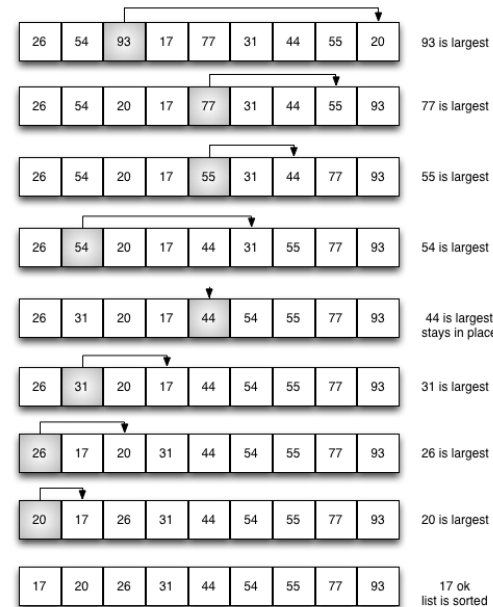 26 54 93 17 77 31 44 55 20 93 is largest
26 54 20 17 77 31 44 55 93 77 is largest
26 54 20 17 55 31 44 77 93 55 is largest
26 54 20 17 44 31 55 77 93 54 is largest
26 31 20 17 44 54 55 77 93 44 is largest
stays in place
26 31 20 17 44 54 55 77 93 31 is largest
26 17 20 31 44 54 55 77 93 26 is largest
20 17 26 31 44 54 55 77 93 20 is largest
17 20 26 31 44 54 55 77 93 17 ok
list is sorted